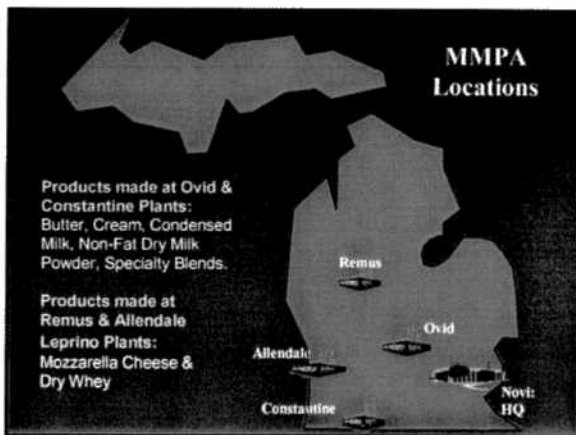 MMPA
Locations
Products made at Ovid &
Constantine Plants:
Butter, Cream, Condensed
Milk, Non-Fat Dry Milk
Powder, Specialty Blends.
Products made at
Remus & Allendale
Leprino Plants:
Mozzarella Cheese &
Dry Whey
Remus
Ovid
Allendale
Novi:
HQ
Constantine